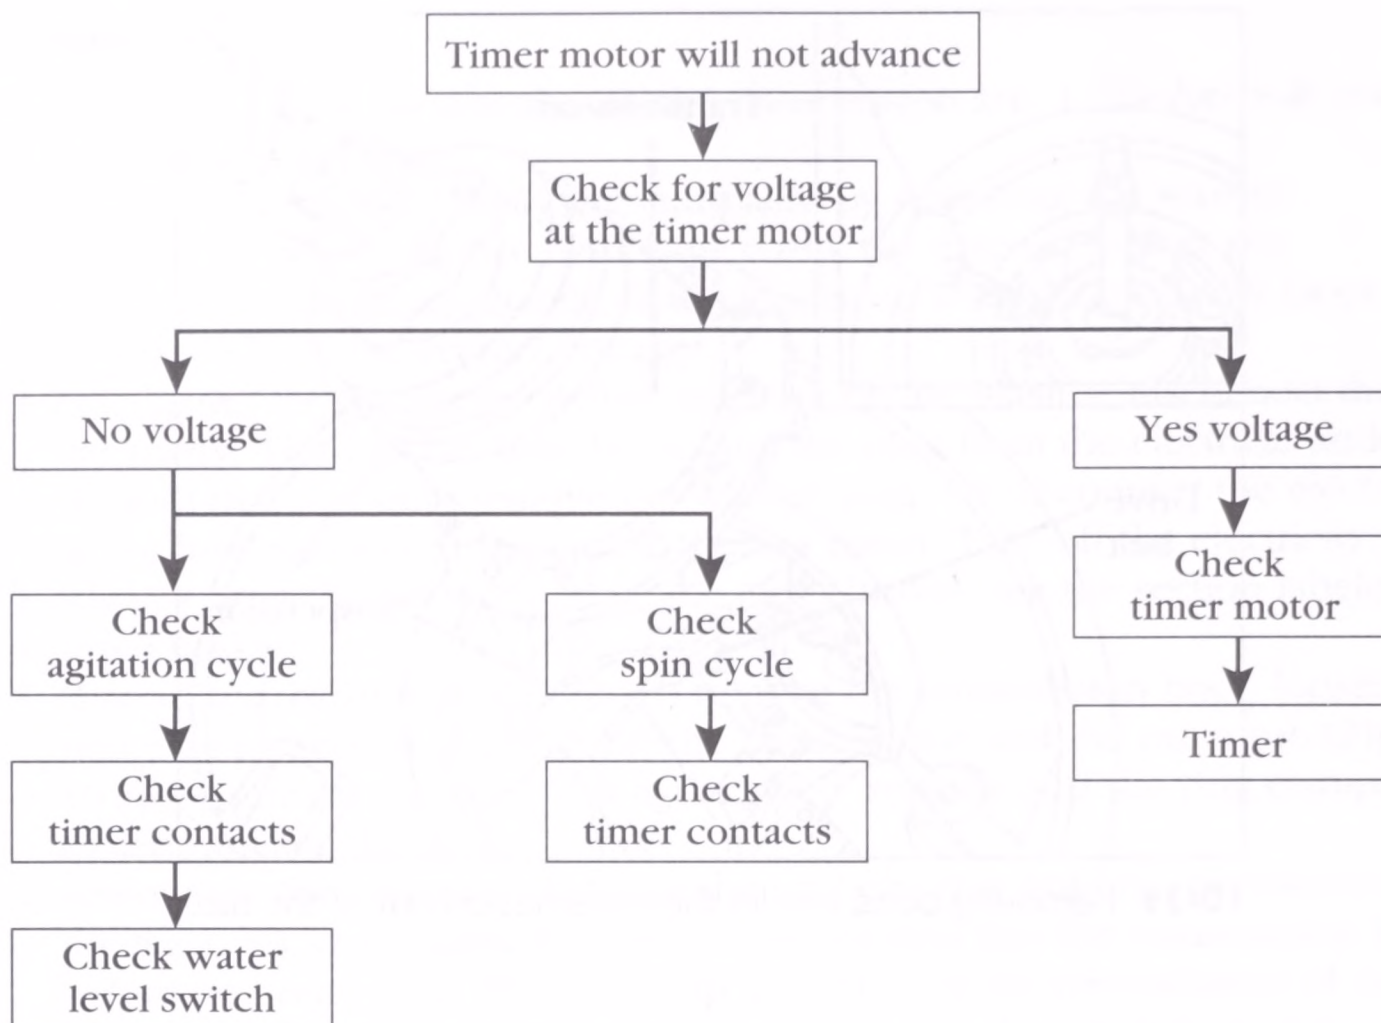 Timer motor will not advance
Check for voltage
at the timer motor
No voltage
Yes voltage
Check
agitation cycle
Check
spin cycle
Check
timer motor
Check
timer contacts
Check
timer contacts
Timer
Check water
level switch